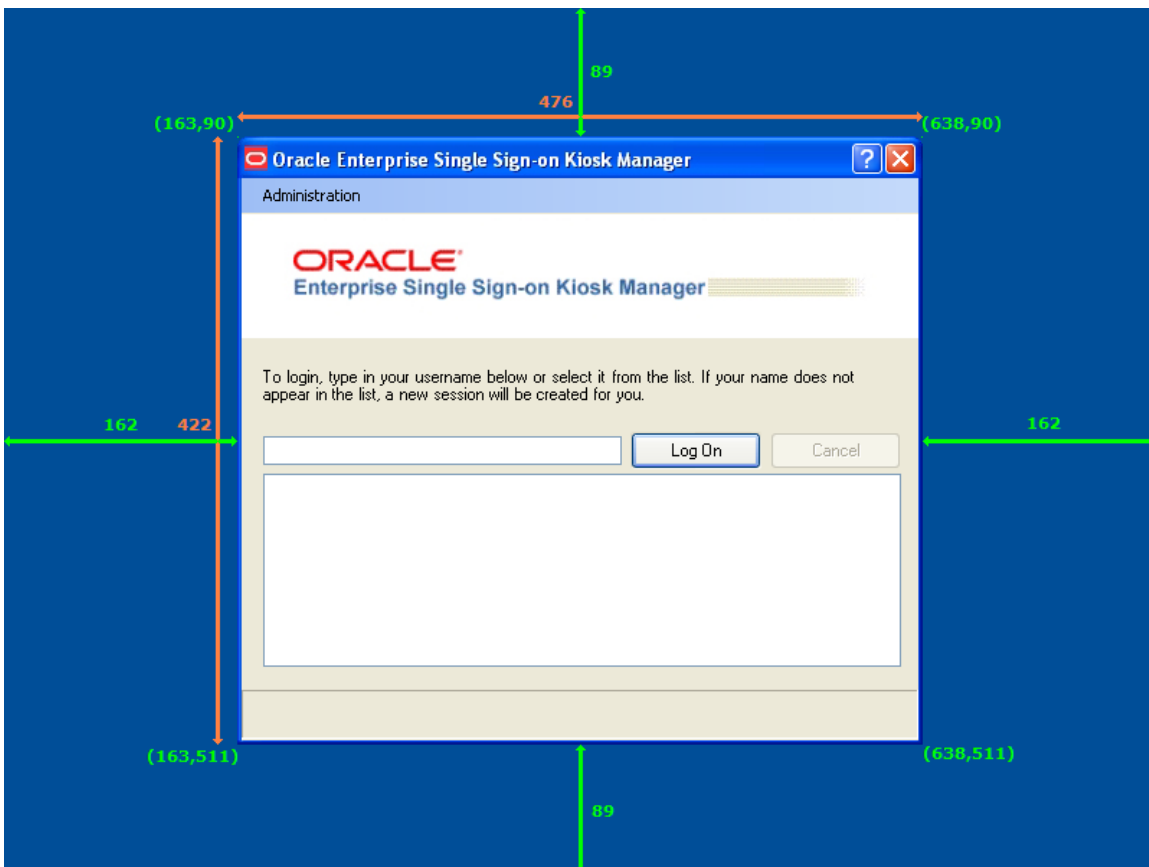 89
476
(163,90)
(638,90)
Oracle Enterprise Single Sign-on Kiosk Manager
?
Administration
ORACLE
Enterprise Single Sign-on Kiosk Manager
To login, type in your username below or select it from the list. If your name does not
appear in the list, a new session will be created for you.
162
422
162
Log On
Cancel
(163,511)
(638,511)
89